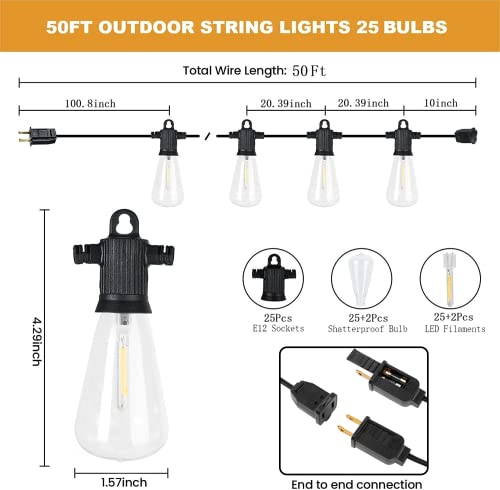 50FT OUTDOOR STRING LIGHTS 25 BULBS
Total Wire Length: 50Ft
100.8inch
20.39inch
20.39inch
10inch
4.29inch
1.57inch
25Pcs
E12 Sockets
25+2Pcs
Shatterproof Bulb
25+2Pcs
LED Filaments
End to end connection